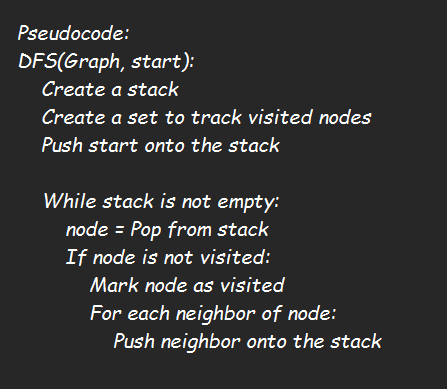 Pseudocode:
DFS(Graph, start):
Create a stack
Create a set to track visited nodes
Push start onto the stack
While stack is not empty:
node = Pop from stack
If node is not visited:
Mark node as visited
For each neighbor of node:
Push neighbor onto the stack